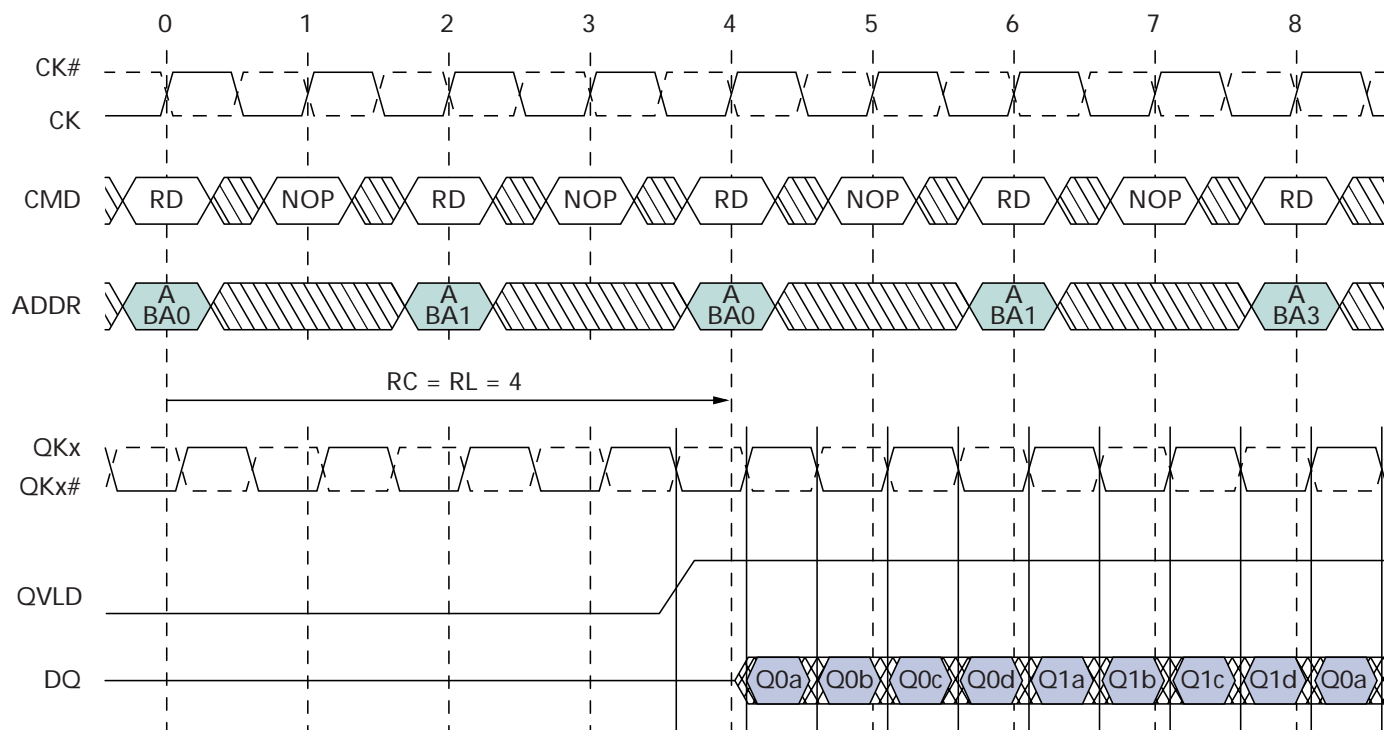 0 1 2 3 4 5 6 7 8
CK#
CK
CMD RD NOP RD NOP RD NOP RD NOP RD
ADDR A BA0 A BA1 A BA0 A BA1 A BA3
RC = RL = 4
QKx
QKx#
QVLD
DQ Q0a Q0b Q0c Q0d Q1a Q1b Q1c Q1d Q0a